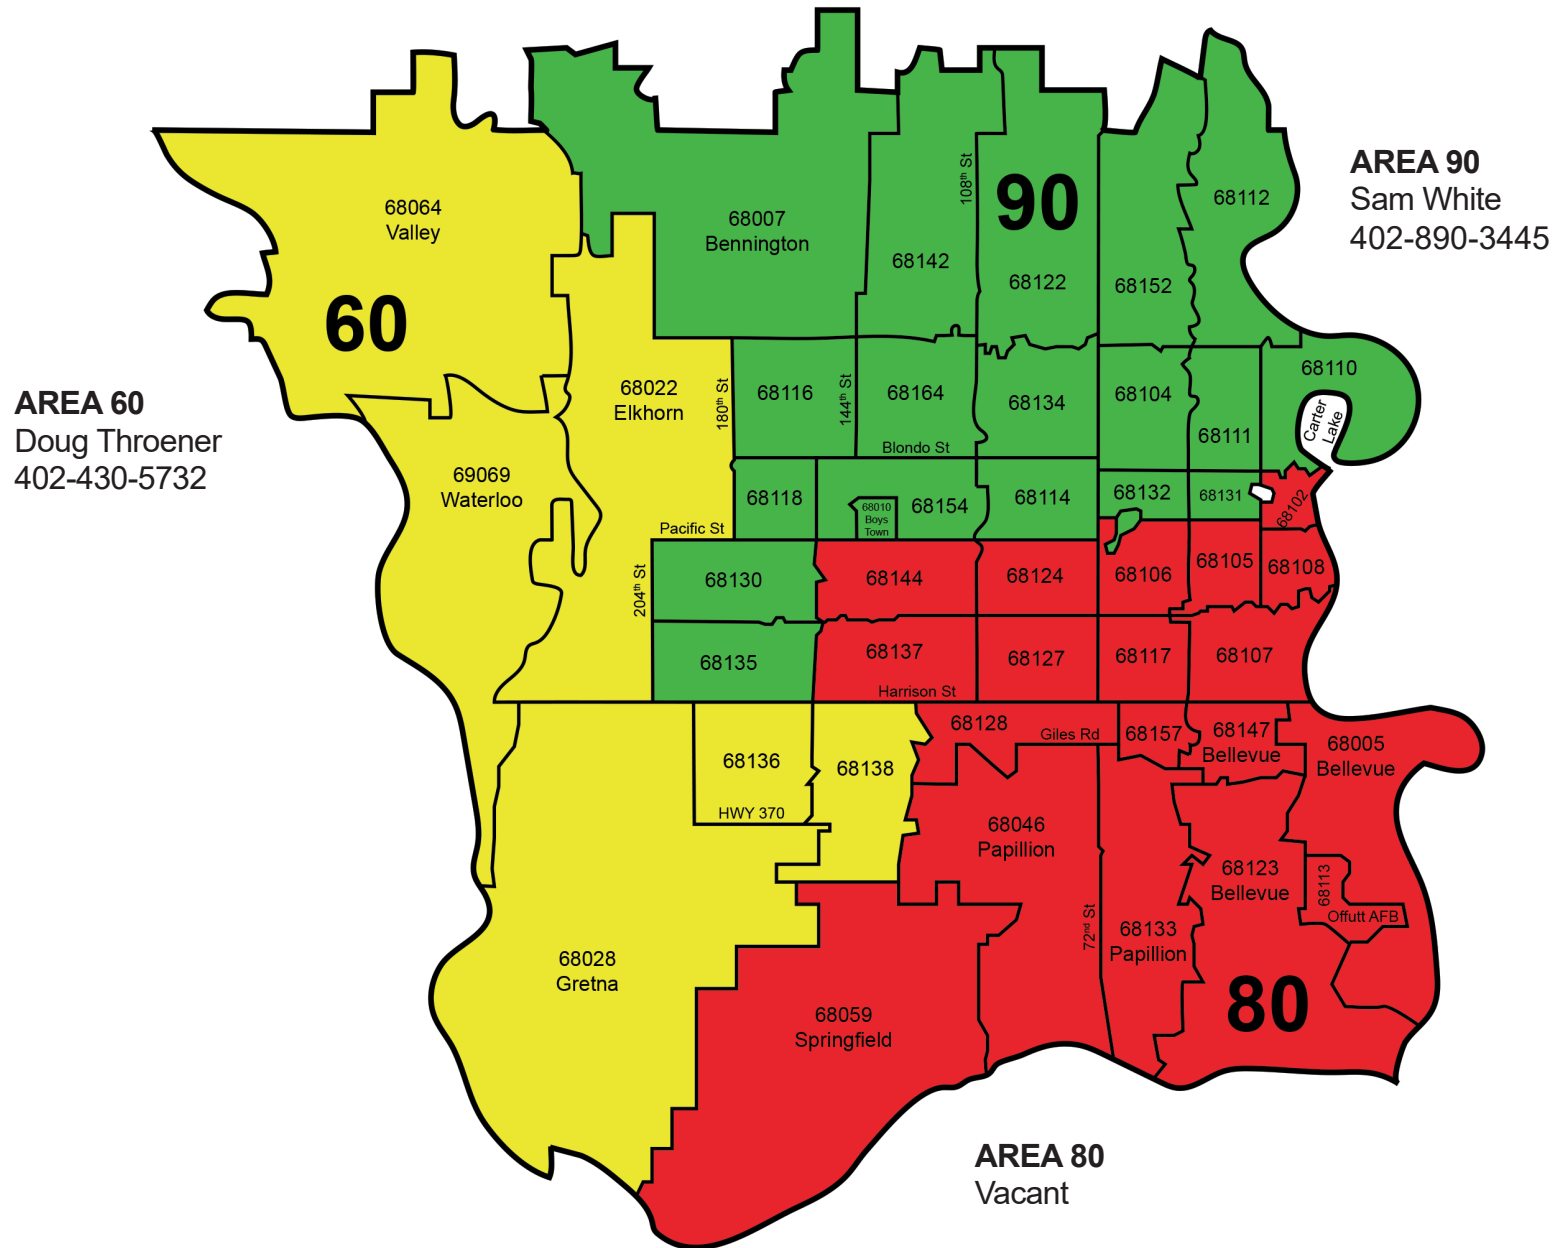 AREA 60
Doug Throener
402-430-5732
AREA 90
Sam White
402-890-3445
AREA 80
Vacant
60
90
80
68064
Valley
68007
Bennington
68142
108th St
68122
68152
68112
68022
Elkhorn
180th St
68116
144th St
68164
68134
68104
68110
Carter
Lake
68111
Blondo St
69069
Waterloo
68118
68010
Boys
Town
68154
68114
68132
68131
68102
Pacific St
204th St
68130
68144
68124
68106
68105
68108
68135
68137
68127
68117
68107
Harrison St
68136
68138
68128
Giles Rd
68157
68147
Bellevue
68005
Bellevue
HWY 370
68046
Papillion
68123
Bellevue
68113
Offutt AFB
72nd St
68133
Papillion
68028
Gretna
68059
Springfield